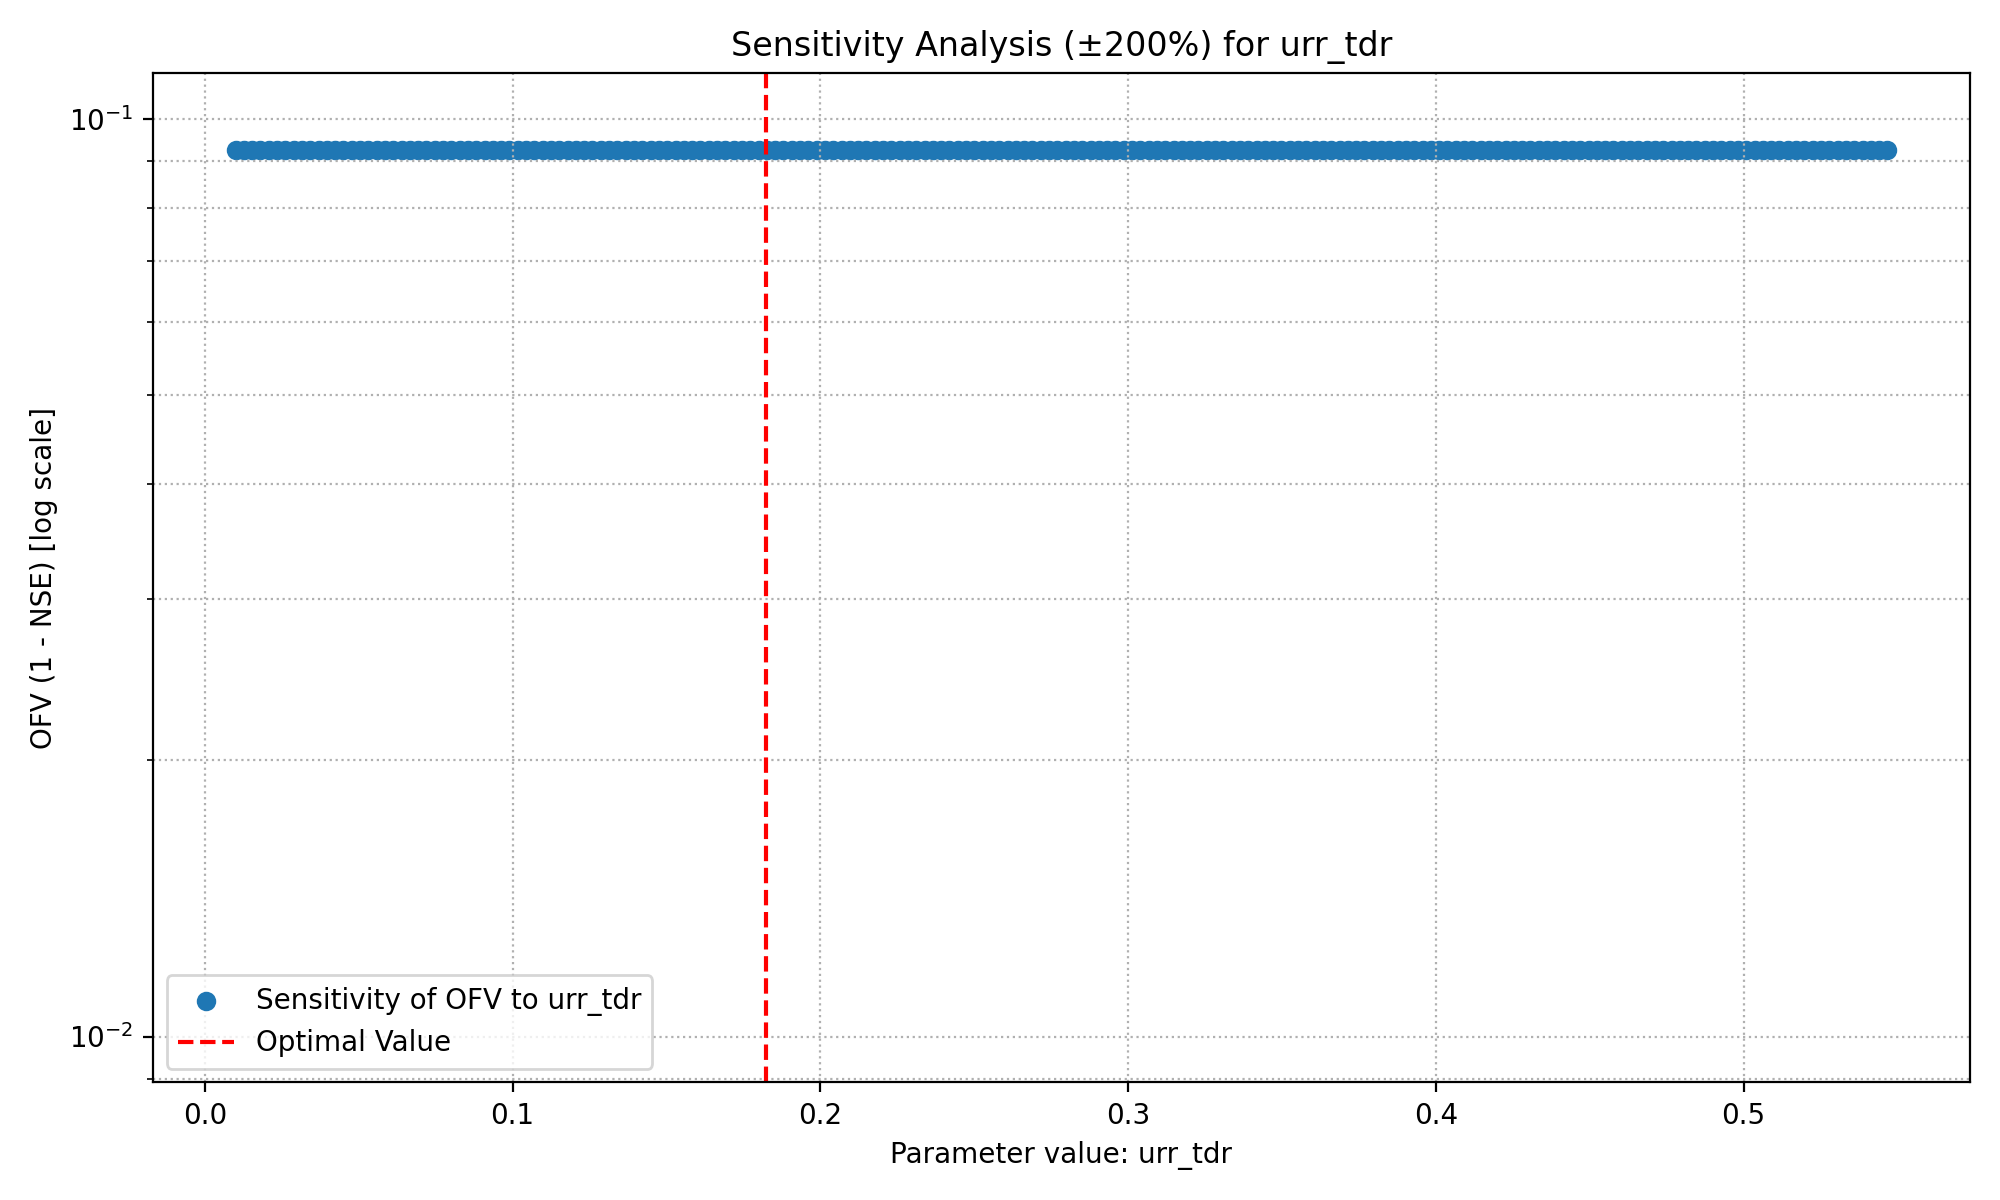 Sensitivity Analysis (±200%) for urr_tdr
OFV (1 - NSE) [log scale]
10⁻¹
10⁻²
Sensitivity of OFV to urr_tdr
Optimal Value
0.0 0.1 0.2 0.3 0.4 0.5
Parameter value: urr_tdr